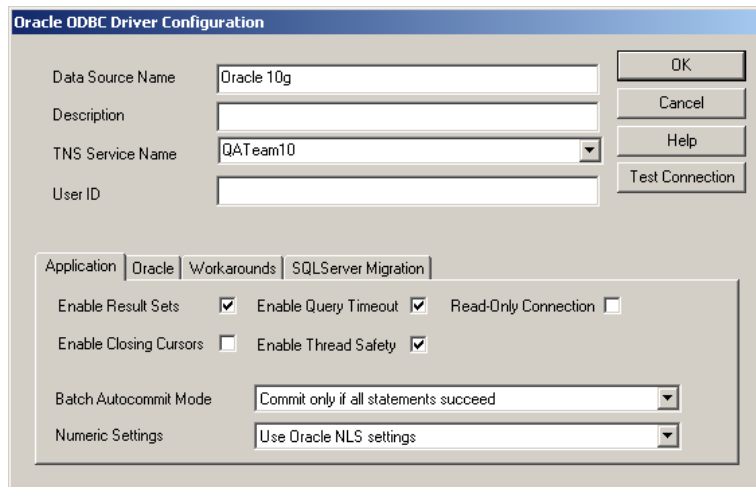 Oracle ODBC Driver Configuration
Data Source Name Oracle 10g OK
Description Cancel
TNS Service Name QATeam10 Help
User ID Test Connection
Application Oracle Workarounds SQLServer Migration
Enable Result Sets Enable Query Timeout Read-Only Connection
Enable Closing Cursors Enable Thread Safety
Batch Autocommit Mode Commit only if all statements succeed
Numeric Settings Use Oracle NLS settings